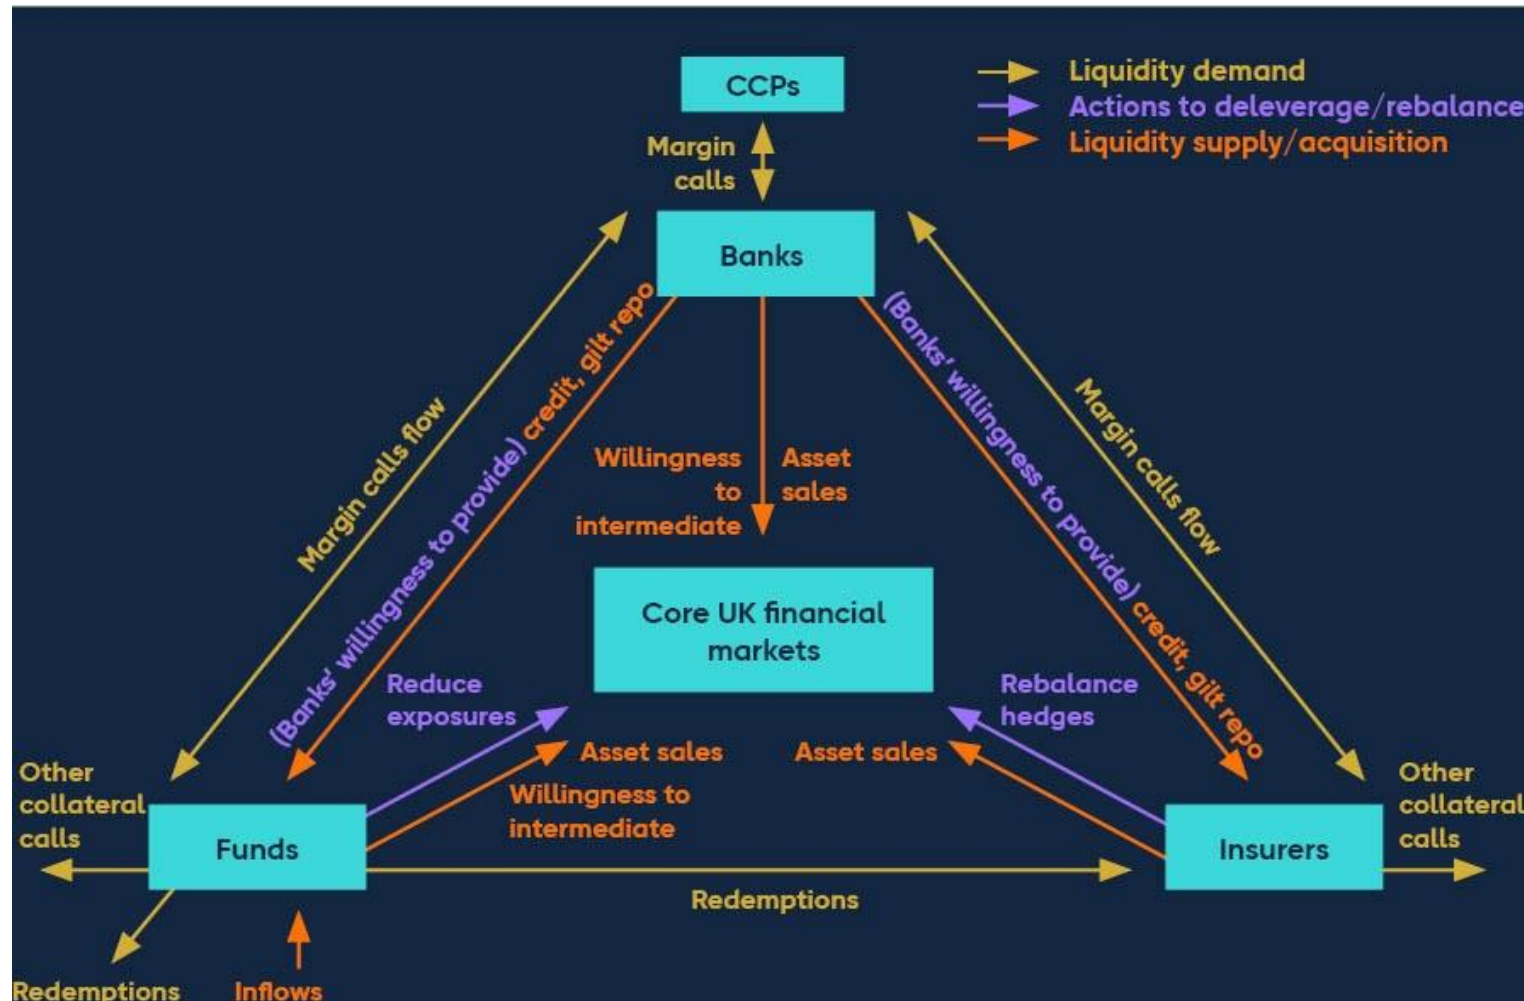 CCPs
Liquidity demand
Actions to deleverage/rebalance
Liquidity supply/acquisition
Margin
calls
Banks
Margin calls flow
(Banks' willingness to provide) credit, gilt repo
Willingness
to
intermediate
Asset
sales
(Banks' willingness to provide) credit, gilt repo
Margin calls flow
Core UK financial
markets
Reduce
exposures
Rebalance
hedges
Asset sales
Asset sales
Willingness to
intermediate
Other
collateral
calls
Funds
Insurers
Other
collateral
calls
Redemptions
Redemptions
Inflows